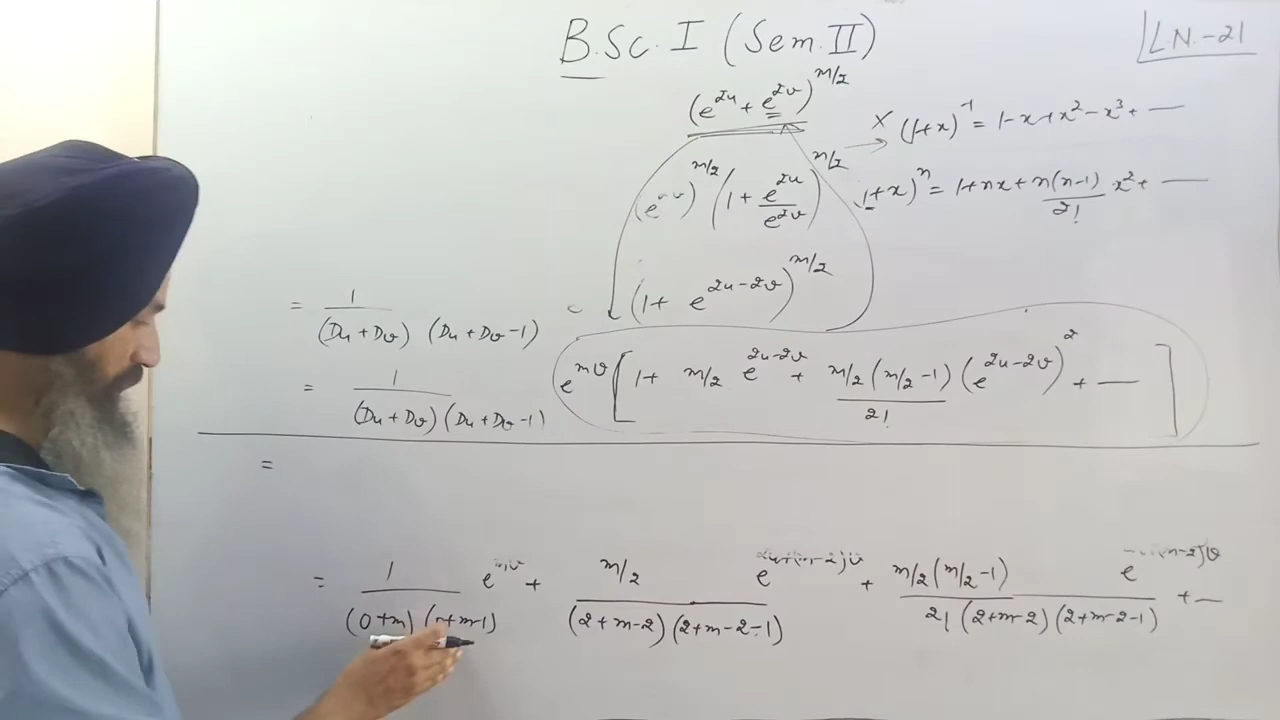 B.Sc. I (Sem. II)
L.N.-21
(e^{2u} + e^{2v})^{m/2}
× (1+x)^{-1} = 1-x+x^2-x^3+ —
(1+x)^n = 1+nx+ n(n-1)/2! x^2+ —
)^{m/2} (1 + e^{2u}/e^{2v})^{m/2}
(1 + e^{2u-2v})^{m/2}
= 1/(Du+Dv) (Du+Dv-1)
= 1/(Du+Dv)(Du+Dv-1) e^{mv} [1 + m/2 e^{2u-2v} + m/2(m/2-1)/2! (e^{2u-2v})^2 + — ]
=
= 1/(0+m)(0+m-1) e^{mv} + m/2/(2+m-2)(2+m-2-1) e^{2u+(m-2)v} + m/2(m/2-1)/2!(2+m-2)(2+m-2-1) e + —